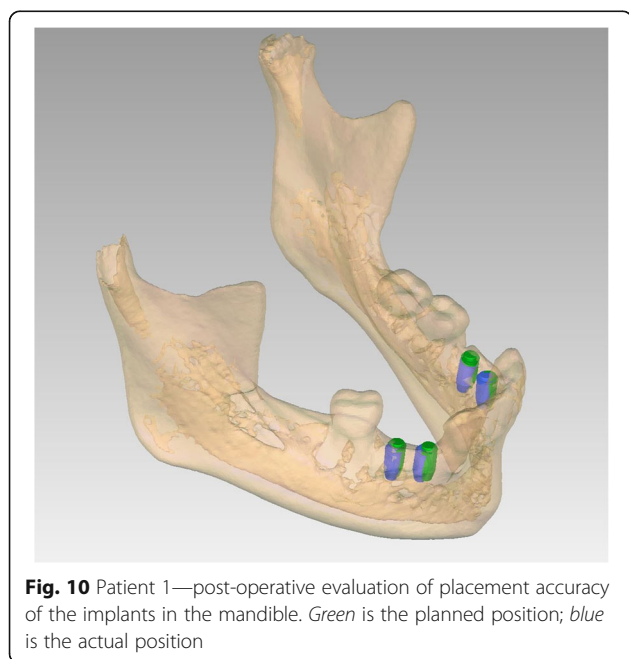 Fig. 10 Patient 1—post-operative evaluation of placement accuracy
of the implants in the mandible. Green is the planned position; blue
is the actual position